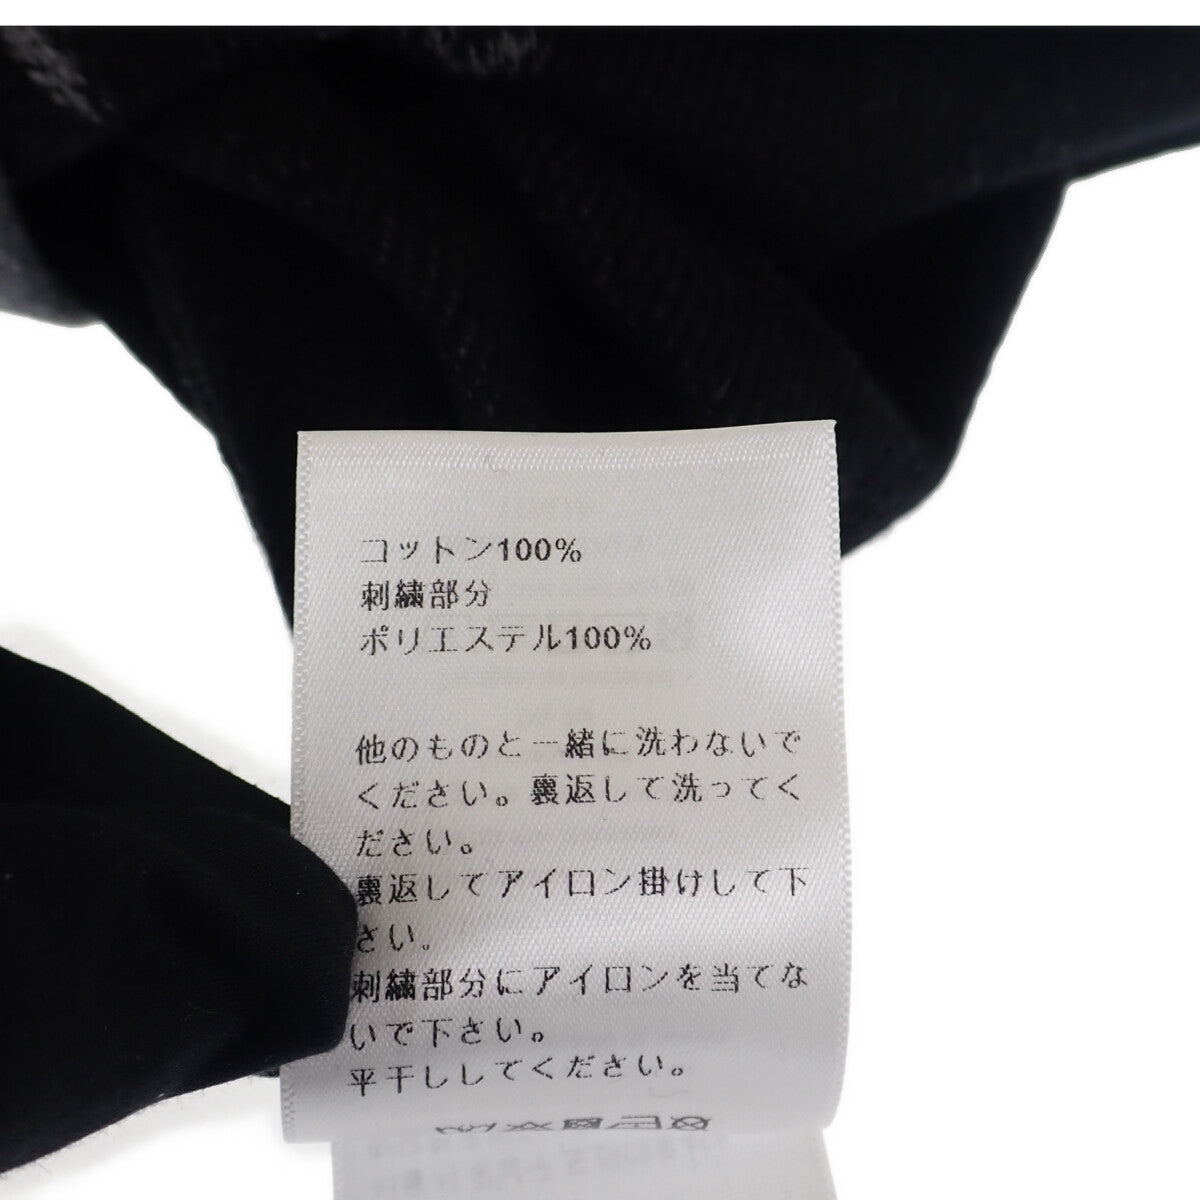 コットン100%
刺繍部分
ポリエステル100%
他のものと一緒に洗わないで
ください。裏返して洗ってく
ださい。
裏返してアイロン掛けして下
さい。
刺繍部分にアイロンを当てな
いで下さい。
平干ししてください。